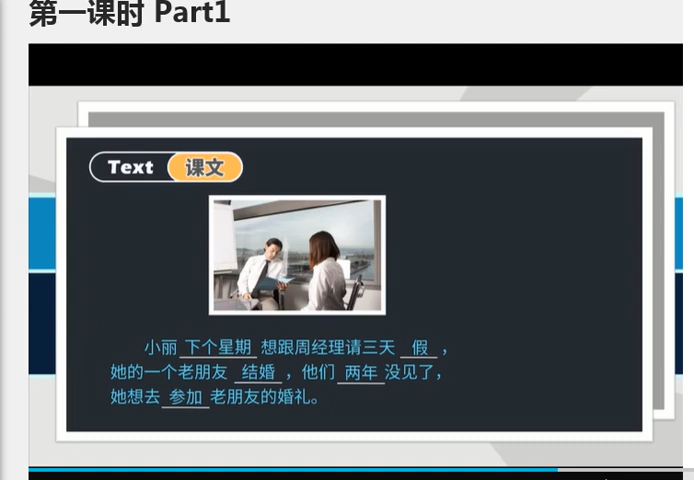 第一课时 Part1
Text 课文
小丽 下个星期 想跟周经理请三天 假 ，
她的一个老朋友 结婚 ，他们 两年 没见了，
她想去 参加 老朋友的婚礼。